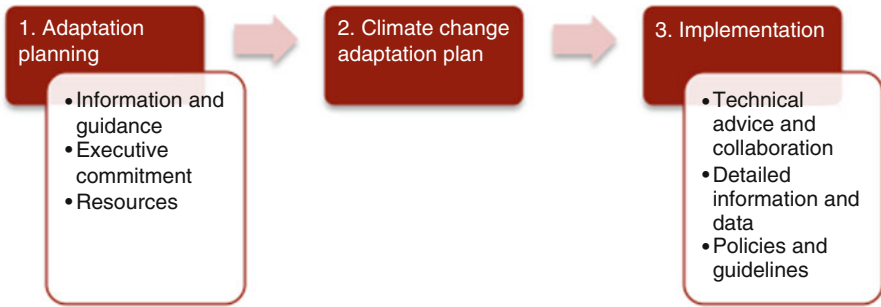 1. Adaptation
planning
• Information and
guidance
• Executive
commitment
• Resources
2. Climate change
adaptation plan
3. Implementation
• Technical
advice and
collaboration
• Detailed
information and
data
• Policies and
guidelines